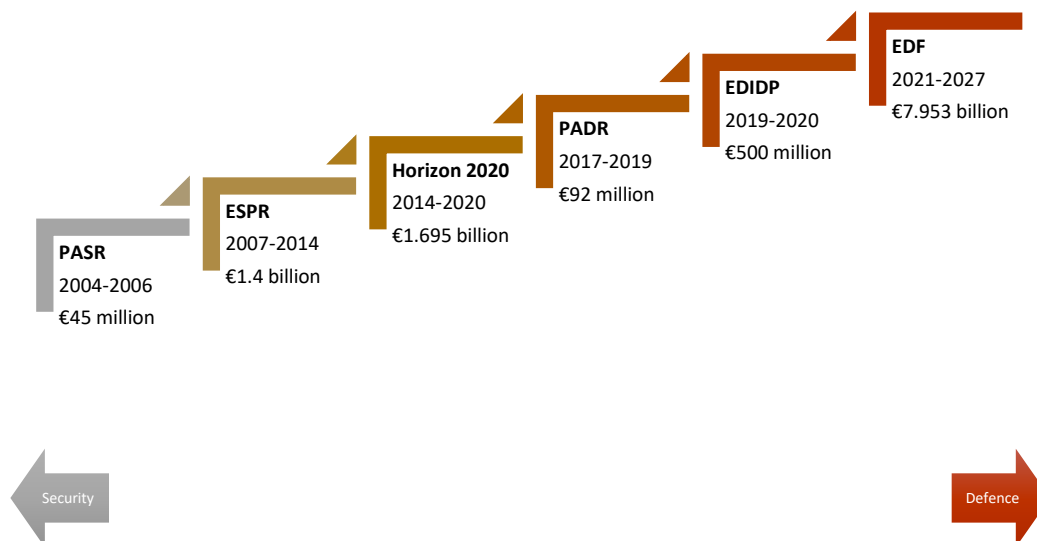 PASR
2004-2006
€45 million
ESPR
2007-2014
€1.4 billion
Horizon 2020
2014-2020
€1.695 billion
PADR
2017-2019
€92 million
EDIDP
2019-2020
€500 million
EDF
2021-2027
€7.953 billion
Security
Defence